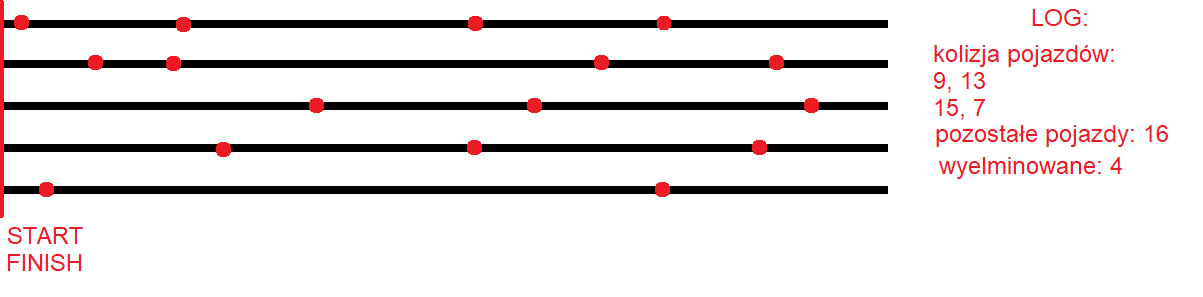 LOG:
kolizja pojazdów:
9, 13
15, 7
pozostałe pojazdy: 16
wyelminowane: 4
START
FINISH